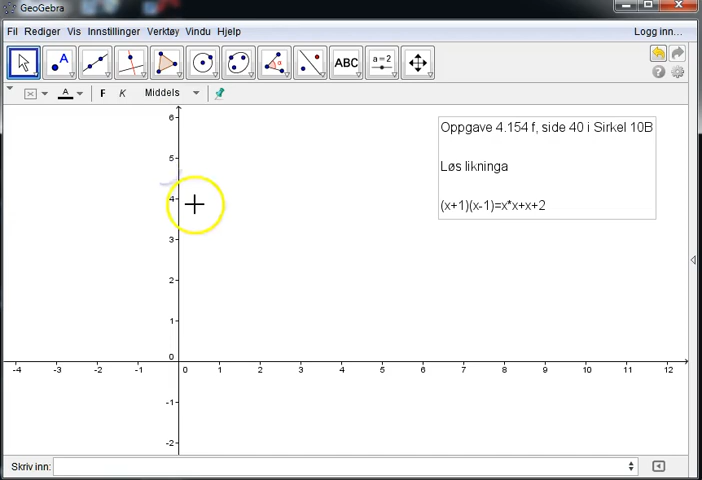 GeoGebra
Fil Rediger Vis Innstillinger Verktøy Vindu Hjelp Logg inn...
A ABC a=2
A F K Middels
Oppgave 4.154 f, side 40 i Sirkel 10B
Løs likninga
(x+1)(x-1)=x*x+x+2
6
5
4
3
2
1
0
-4 -3 -2 -1 0 1 2 3 4 5 6 7 8 9 10 11 12
-1
-2
Skriv inn: